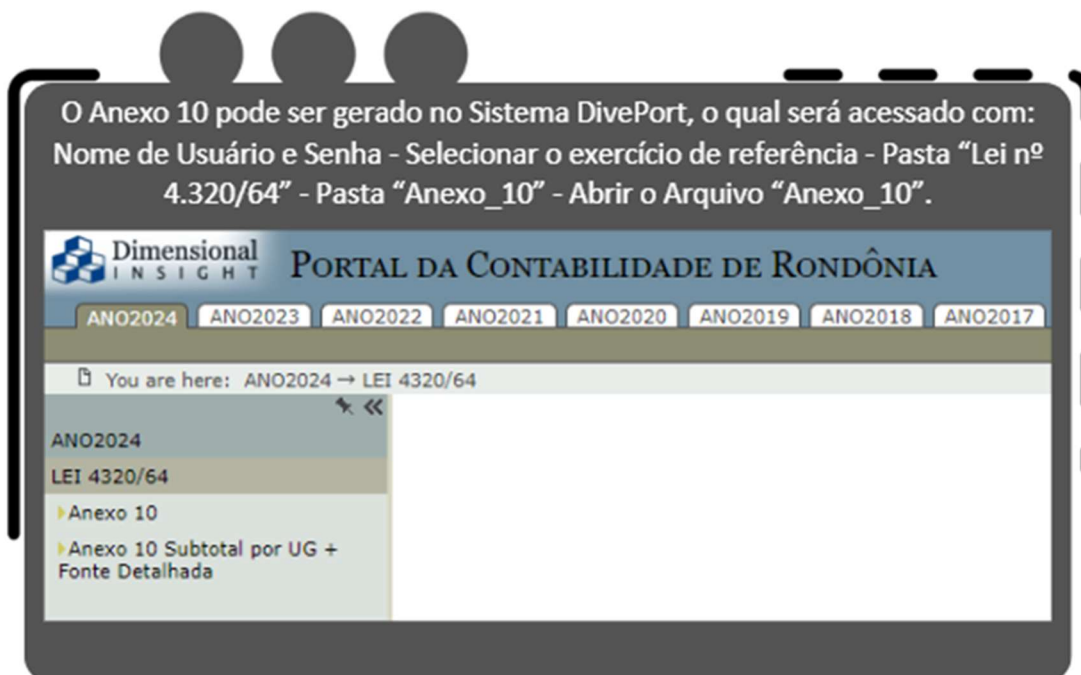 O Anexo 10 pode ser gerado no Sistema DivePort, o qual será acessado com:
Nome de Usuário e Senha - Selecionar o exercício de referência - Pasta “Lei nº
4.320/64” - Pasta “Anexo_10” - Abrir o Arquivo “Anexo_10”.
Dimensional
INSIGHT
PORTAL DA CONTABILIDADE DE RONDÔNIA
ANO2024 ANO2023 ANO2022 ANO2021 ANO2020 ANO2019 ANO2018 ANO2017
You are here: ANO2024 → LEI 4320/64
ANO2024
LEI 4320/64
Anexo 10
Anexo 10 Subtotal por UG +
Fonte Detalhada